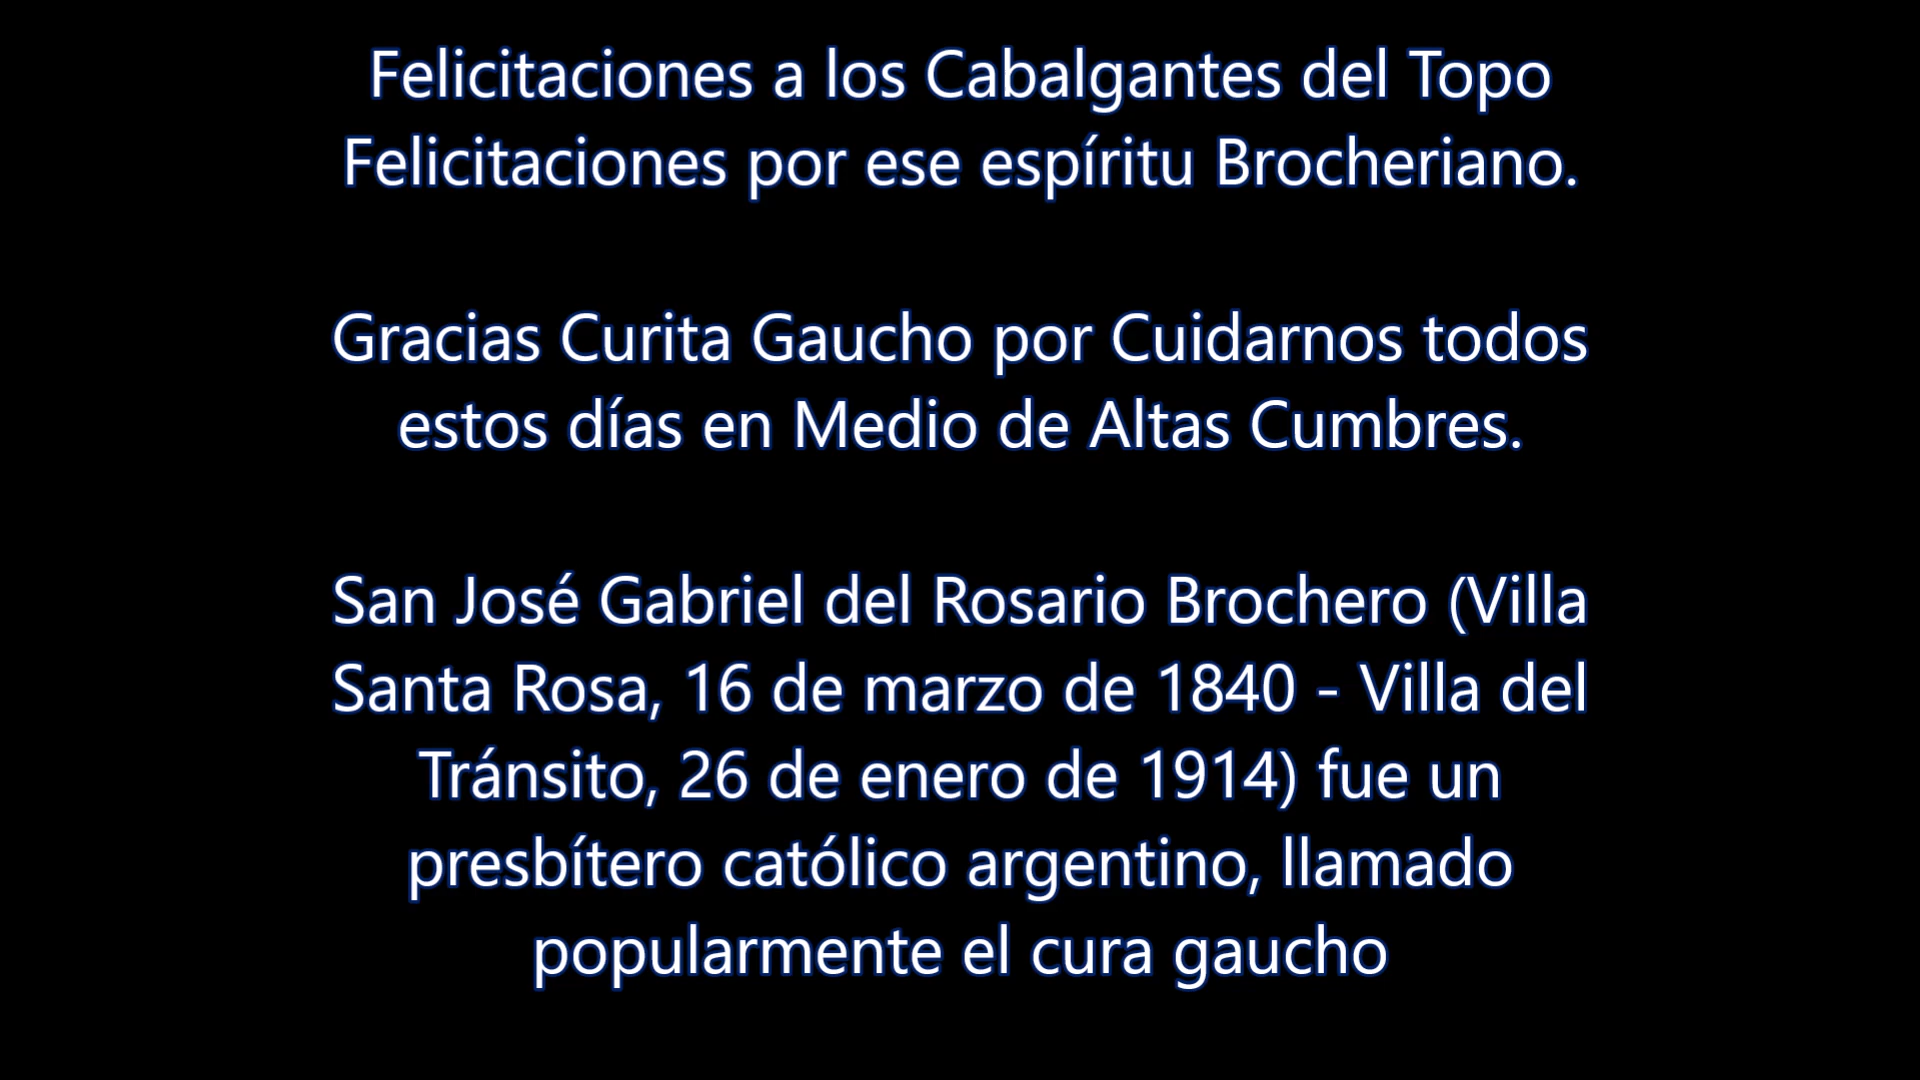 Felicitaciones a los Cabalgantes del Topo
Felicitaciones por ese espíritu Brocheriano.
Gracias Curita Gaucho por Cuidarnos todos
estos días en Medio de Altas Cumbres.
San José Gabriel del Rosario Brochero (Villa
Santa Rosa, 16 de marzo de 1840 - Villa del
Tránsito, 26 de enero de 1914) fue un
presbítero católico argentino, llamado
popularmente el cura gaucho